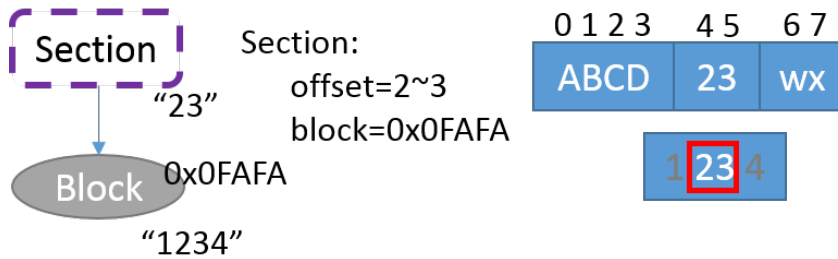 Section
“23”
Block
0x0FAFA
“1234”
Section:
offset=2~3
block=0x0FAFA
0 1 2 3 4 5 6 7
ABCD 23 wx
1 23 4